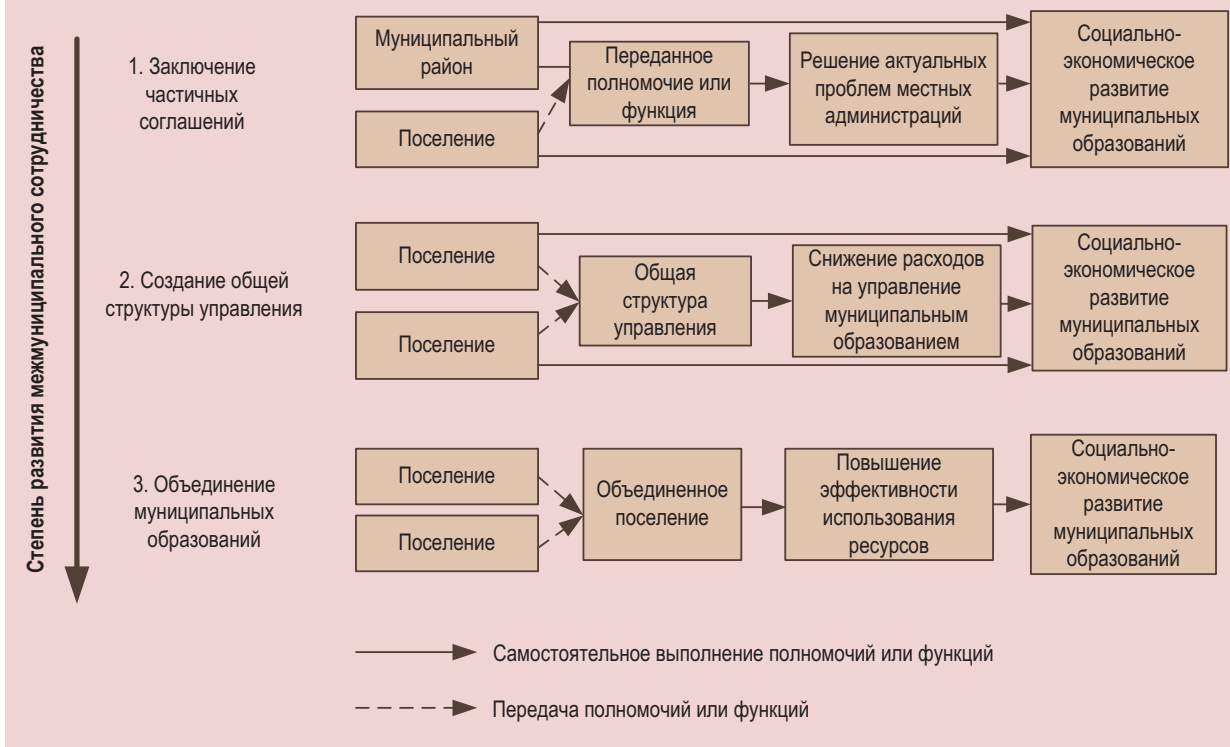 Степень развития межмуниципального сотрудничества
1. Заключение
частичных
соглашений
Муниципальный
район
Поселение
Переданное
полномочие или
функция
Решение актуальных
проблем местных
администраций
Социально-
экономическое
развитие
муниципальных
образований
2. Создание общей
структуры управления
Поселение
Поселение
Общая
структура
управления
Снижение расходов
на управление
муниципальным
образованием
Социально-
экономическое
развитие
муниципальных
образований
3. Объединение
муниципальных
образований
Поселение
Поселение
Объединенное
поселение
Повышение
эффективности
использования
ресурсов
Социально-
экономическое
развитие
муниципальных
образований
Самостоятельное выполнение полномочий или функций
Передача полномочий или функций